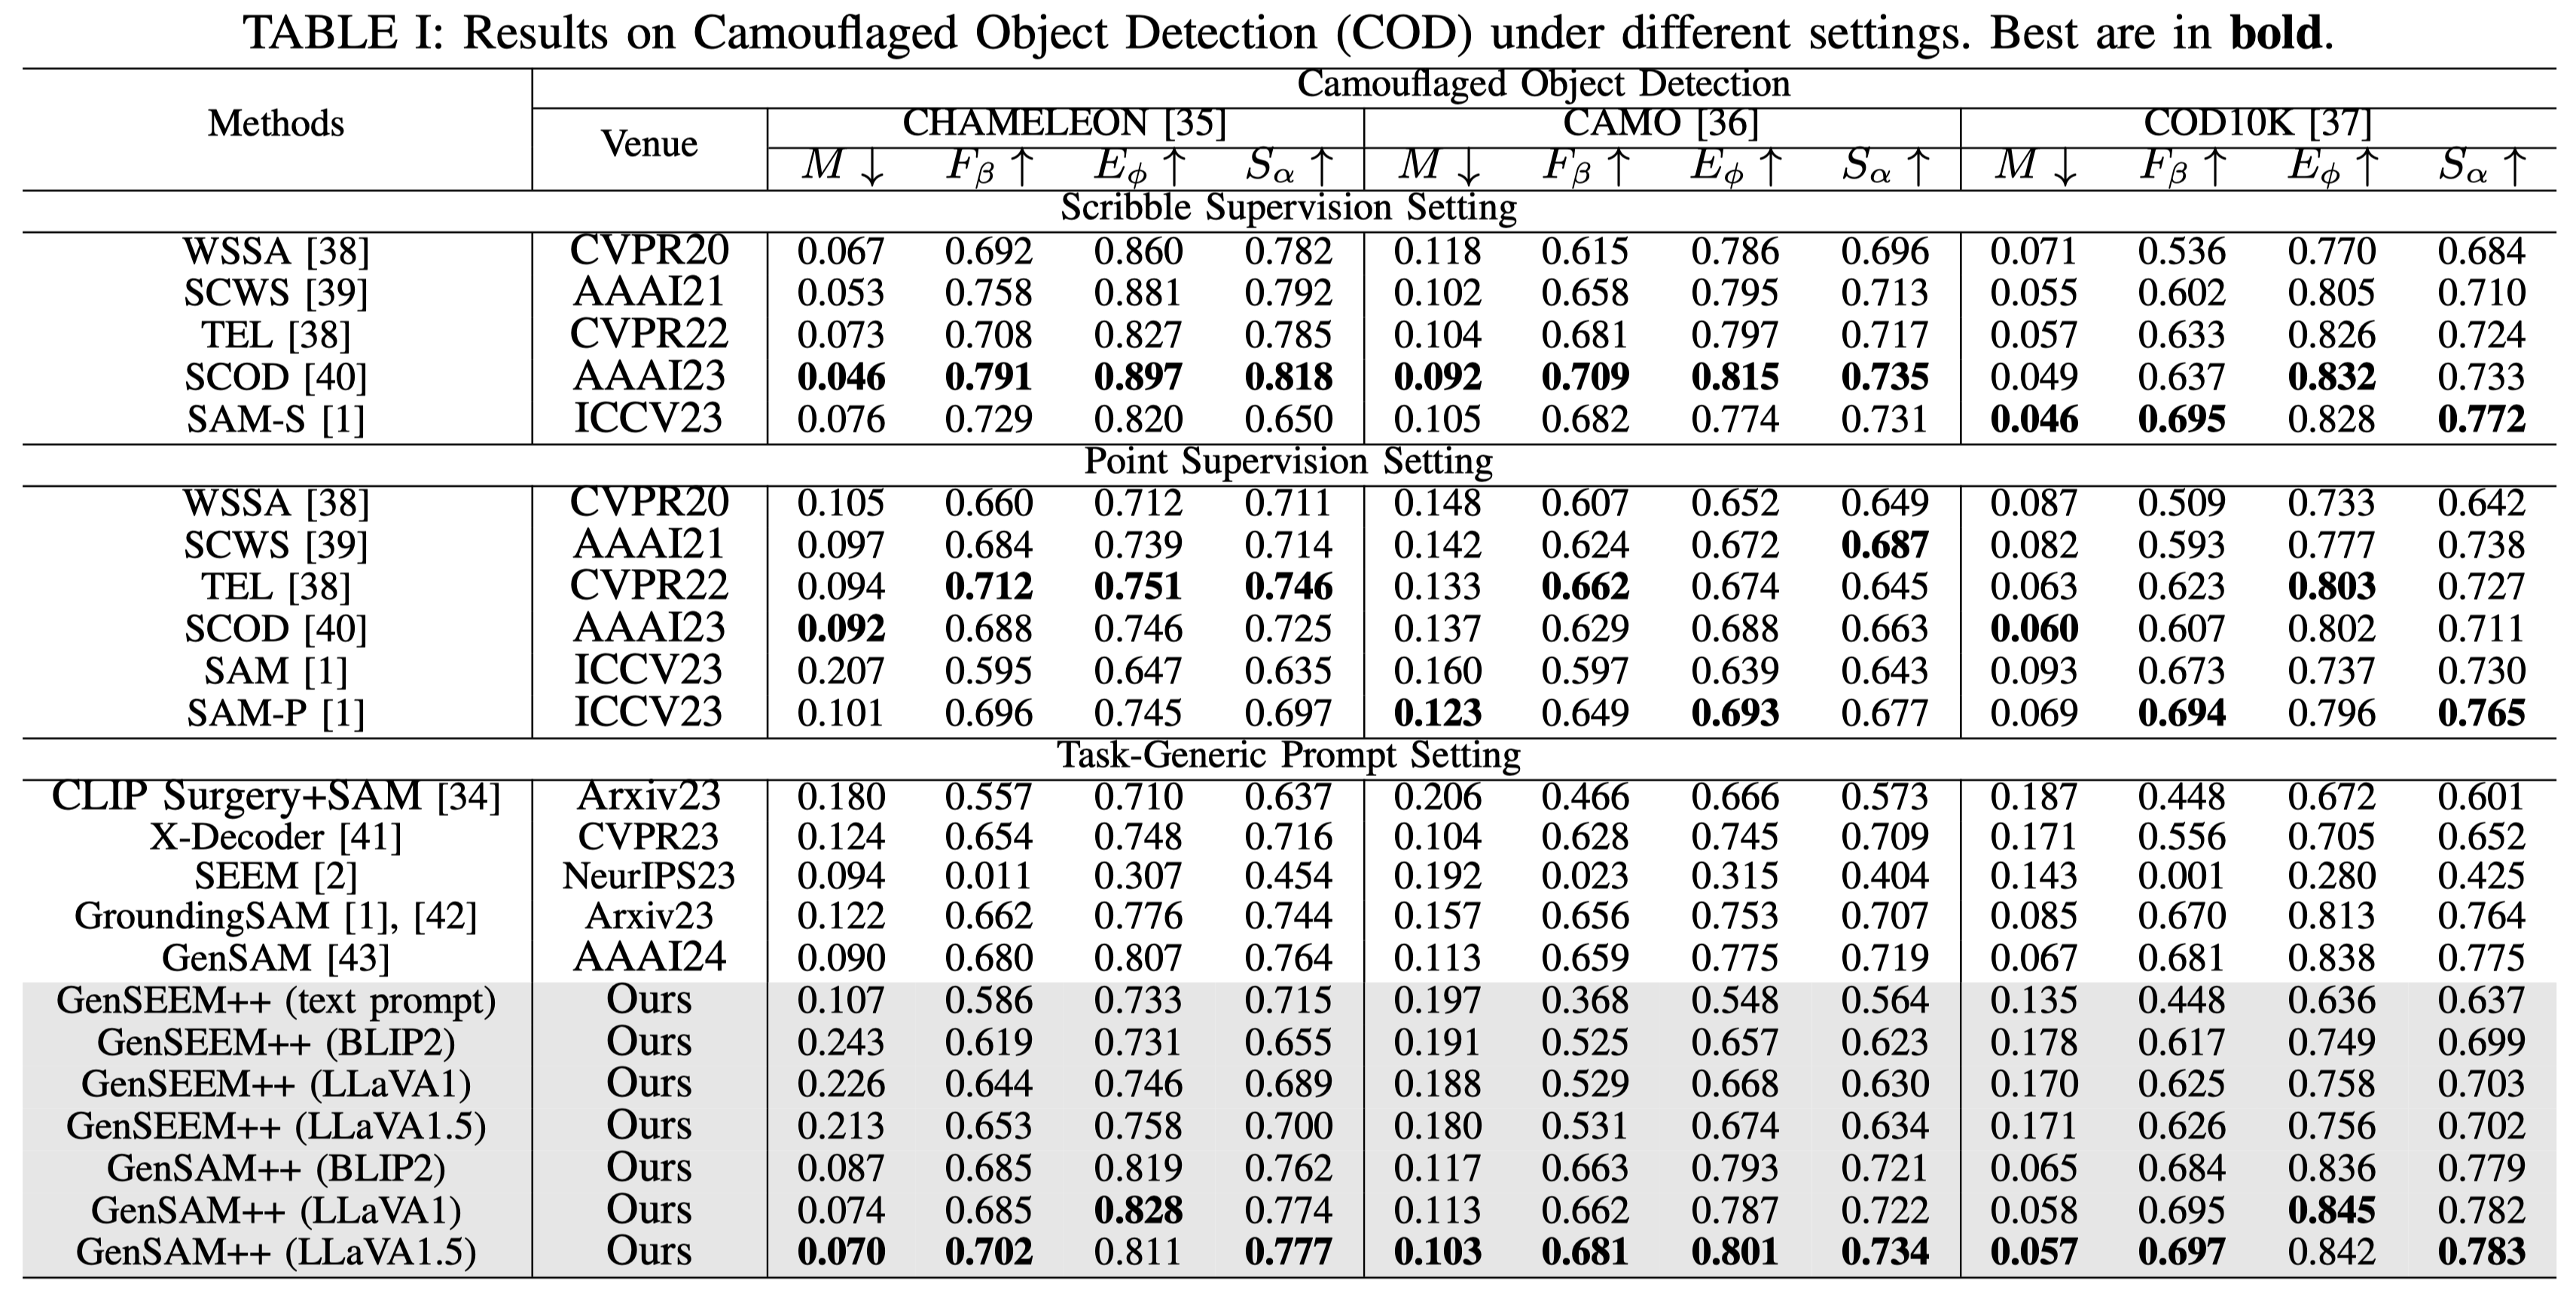 TABLE I: Results on Camouflaged Object Detection (COD) under different settings. Best are in bold.
Camouflaged Object Detection
Methods Venue CHAMELEON [35] CAMO [36] COD10K [37]
M ↓ Fβ ↑ Eϕ ↑ Sα ↑ M ↓ Fβ ↑ Eϕ ↑ Sα ↑ M ↓ Fβ ↑ Eϕ ↑ Sα ↑
Scribble Supervision Setting
WSSA [38] CVPR20 0.067 0.692 0.860 0.782 0.118 0.615 0.786 0.696 0.071 0.536 0.770 0.684
SCWS [39] AAAI21 0.053 0.758 0.881 0.792 0.102 0.658 0.795 0.713 0.055 0.602 0.805 0.710
TEL [38] CVPR22 0.073 0.708 0.827 0.785 0.104 0.681 0.797 0.717 0.057 0.633 0.826 0.724
SCOD [40] AAAI23 0.046 0.791 0.897 0.818 0.092 0.709 0.815 0.735 0.049 0.637 0.832 0.733
SAM-S [1] ICCV23 0.076 0.729 0.820 0.650 0.105 0.682 0.774 0.731 0.046 0.695 0.828 0.772
Point Supervision Setting
WSSA [38] CVPR20 0.105 0.660 0.712 0.711 0.148 0.607 0.652 0.649 0.087 0.509 0.733 0.642
SCWS [39] AAAI21 0.097 0.684 0.739 0.714 0.142 0.624 0.672 0.687 0.082 0.593 0.777 0.738
TEL [38] CVPR22 0.094 0.712 0.751 0.746 0.133 0.662 0.674 0.645 0.063 0.623 0.803 0.727
SCOD [40] AAAI23 0.092 0.688 0.746 0.725 0.137 0.629 0.688 0.663 0.060 0.607 0.802 0.711
SAM [1] ICCV23 0.207 0.595 0.647 0.635 0.160 0.597 0.639 0.643 0.093 0.673 0.737 0.730
SAM-P [1] ICCV23 0.101 0.696 0.745 0.697 0.123 0.649 0.693 0.677 0.069 0.694 0.796 0.765
Task-Generic Prompt Setting
CLIP Surgery+SAM [34] Arxiv23 0.180 0.557 0.710 0.637 0.206 0.466 0.666 0.573 0.187 0.448 0.672 0.601
X-Decoder [41] CVPR23 0.124 0.654 0.748 0.716 0.104 0.628 0.745 0.709 0.171 0.556 0.705 0.652
SEEM [2] NeurIPS23 0.094 0.011 0.307 0.454 0.192 0.023 0.315 0.404 0.143 0.001 0.280 0.425
GroundingSAM [1], [42] Arxiv23 0.122 0.662 0.776 0.744 0.157 0.656 0.753 0.707 0.085 0.670 0.813 0.764
GenSAM [43] AAAI24 0.090 0.680 0.807 0.764 0.113 0.659 0.775 0.719 0.067 0.681 0.838 0.775
GenSEEM++ (text prompt) Ours 0.107 0.586 0.733 0.715 0.197 0.368 0.548 0.564 0.135 0.448 0.636 0.637
GenSEEM++ (BLIP2) Ours 0.243 0.619 0.731 0.655 0.191 0.525 0.657 0.623 0.178 0.617 0.749 0.699
GenSEEM++ (LLaVA1) Ours 0.226 0.644 0.746 0.689 0.188 0.529 0.668 0.630 0.170 0.625 0.758 0.703
GenSEEM++ (LLaVA1.5) Ours 0.213 0.653 0.758 0.700 0.180 0.531 0.674 0.634 0.171 0.626 0.756 0.702
GenSAM++ (BLIP2) Ours 0.087 0.685 0.819 0.762 0.117 0.663 0.793 0.721 0.065 0.684 0.836 0.779
GenSAM++ (LLaVA1) Ours 0.074 0.685 0.828 0.774 0.113 0.662 0.787 0.722 0.058 0.695 0.845 0.782
GenSAM++ (LLaVA1.5) Ours 0.070 0.702 0.811 0.777 0.103 0.681 0.801 0.734 0.057 0.697 0.842 0.783